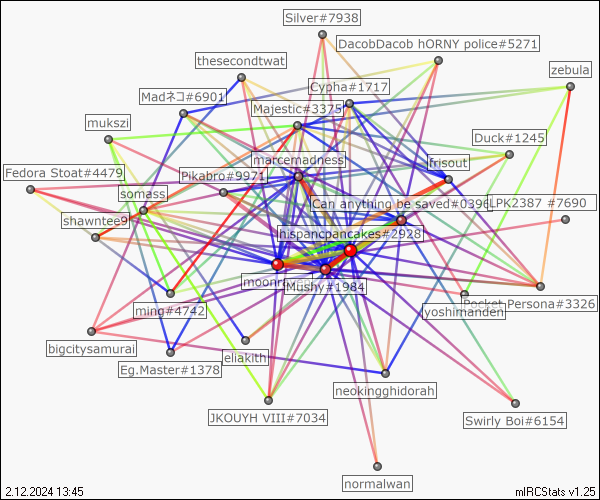 Silver#7938
DacobDacob hORNY police#5271
thesecondtwat
zebula
Cypha#1717
Madネコ#6901
Majestic#3375
mukszi
Duck#1245
marcemadness
frisout
Fedora Stoat#4479
Pikabro#9971
somass
Can anything be saved#0396
LPK2387 #7690
shawntee9
hispancpancakes#2928
moonr
Mushy#1984
ming#4742
Pocket Persona#3326
yoshimanden
bigcitysamurai
eliakith
Eg.Master#1378
neokingghidorah
JKOUYH VIII#7034
Swirly Boi#6154
normalwan
2.12.2024 13:45
mIRCStats v1.25